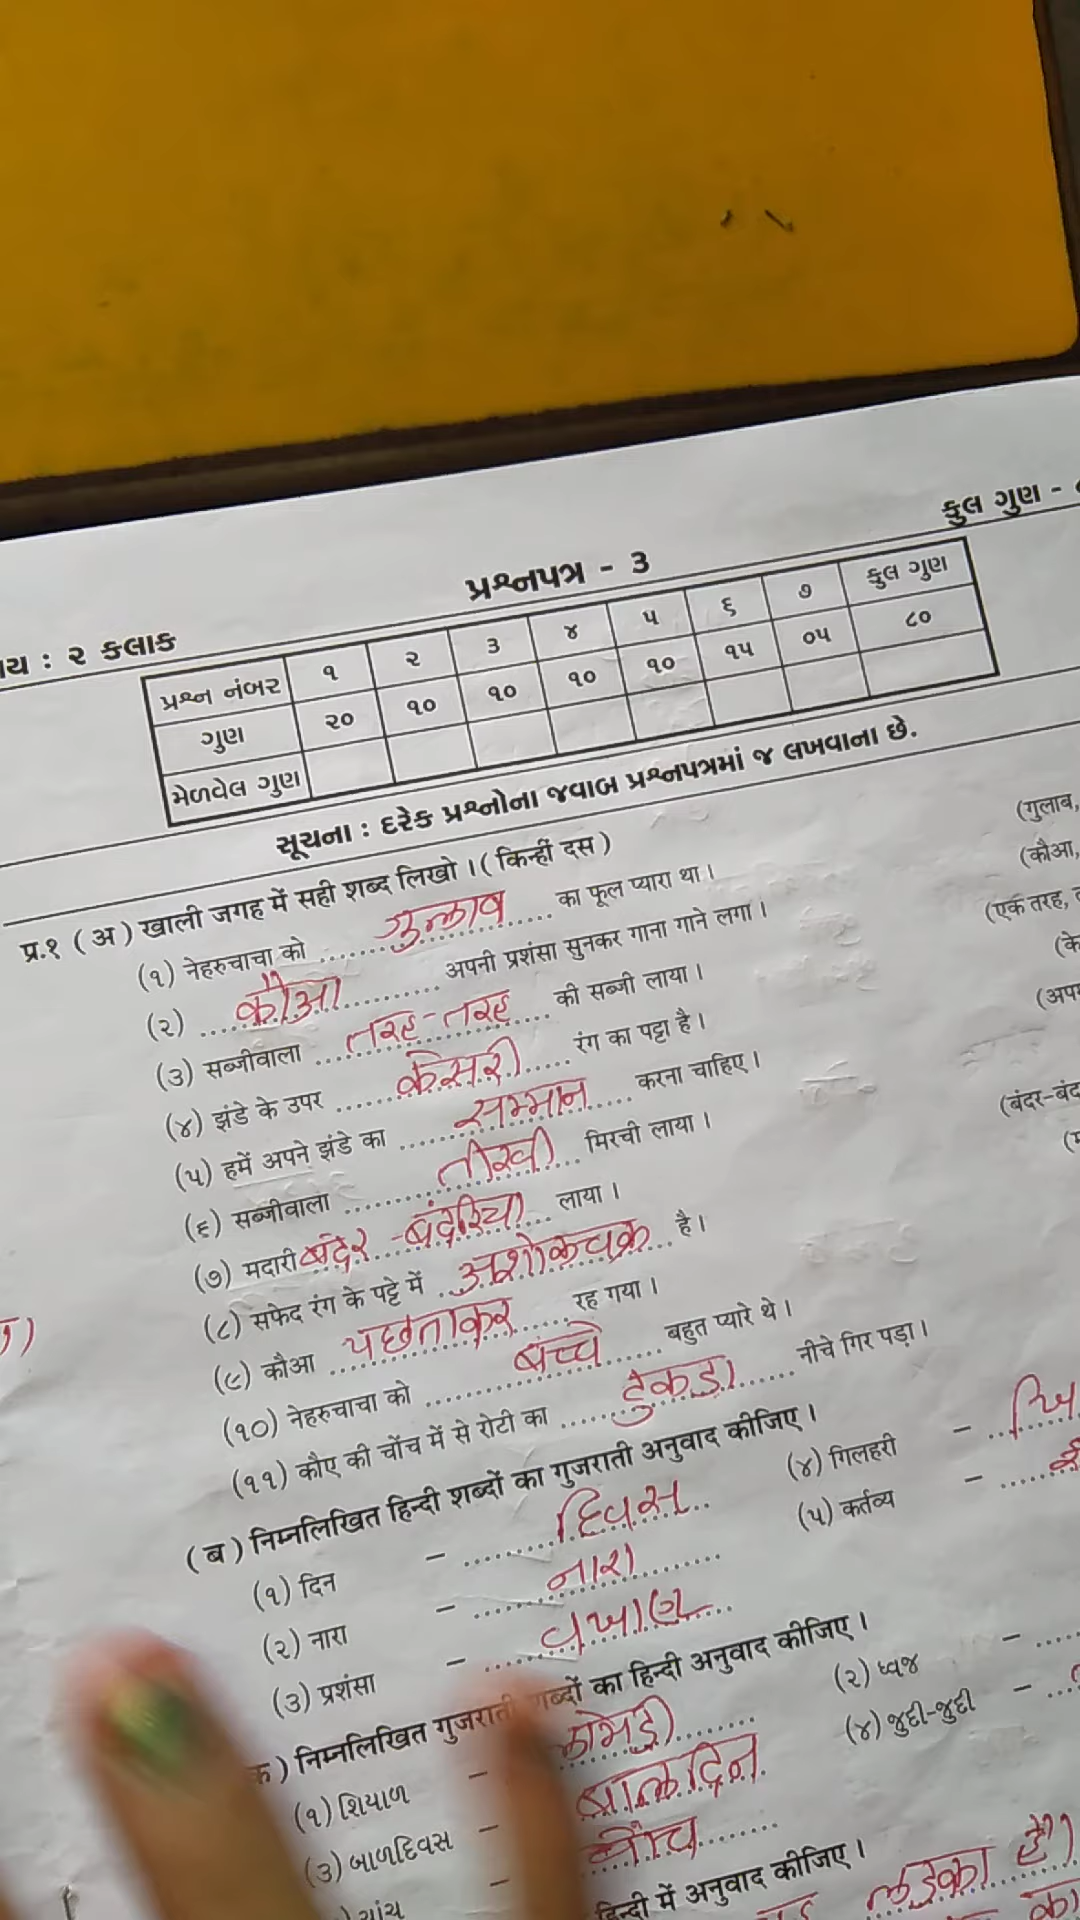 કુલ ગુણ -
પ્રશ્નપત્ર - ૩
: ૨ કલાક
પ્રશ્ન નંબર ૧ ૨ ૩ ૪ ૫ ૬ ૭ કુલ ગુણ
ગુણ ૨૦ ૧૦ ૧૦ ૧૦ ૧૦ ૧૫ ૦૫ ૮૦
મેળવેલ ગુણ
સૂચના : દરેક પ્રશ્નોના જવાબ પ્રશ્નપત્રમાં જ લખવાના છે.
प्र.१ (अ) खाली जगह में सही शब्द लिखो । (किन्हीं दस)
(१) नेहरुचाचा को गुलाब का फूल प्यारा था । (गुलाब,
(२) कौआ अपनी प्रशंसा सुनकर गाना गाने लगा । (कौआ,
(३) सब्जीवाला तरह-तरह की सब्जी लाया । (एक तरह,
(४) झंडे के उपर केसरी रंग का पट्टा है । (के
(५) हमें अपने झंडे का सम्मान करना चाहिए । (अप
(६) सब्जीवाला तीखी मिरची लाया ।
(७) मदारी बंदर-बंदरिया लाया । (बंदर-बंद
(८) सफेद रंग के पट्टे में अशोकचक्र है ।
(९) कौआ पछताकर रह गया ।
(१०) नेहरुचाचा को बच्चे बहुत प्यारे थे ।
(११) कौए की चोंच में से रोटी का टुकड़ा नीचे गिर पड़ा ।
(ब) निम्नलिखित हिन्दी शब्दों का गुजराती अनुवाद कीजिए ।
(१) दिन - દિવસ (४) गिलहरी - ખિ
(२) नारा - નારા (५) कर्तव्य -
(३) प्रशंसा - વખાણ
क) निम्नलिखित गुजराती शब्दों का हिन्दी अनुवाद कीजिए ।
(१) શિયાળ - लोमडी (२) ધ્વજ -
(३) બાળદિવસ - बालदिन (४) જુદી-જુદી -
ચાંચ - चोंच
हिन्दी में अनुवाद कीजिए ।
लडका है।
का